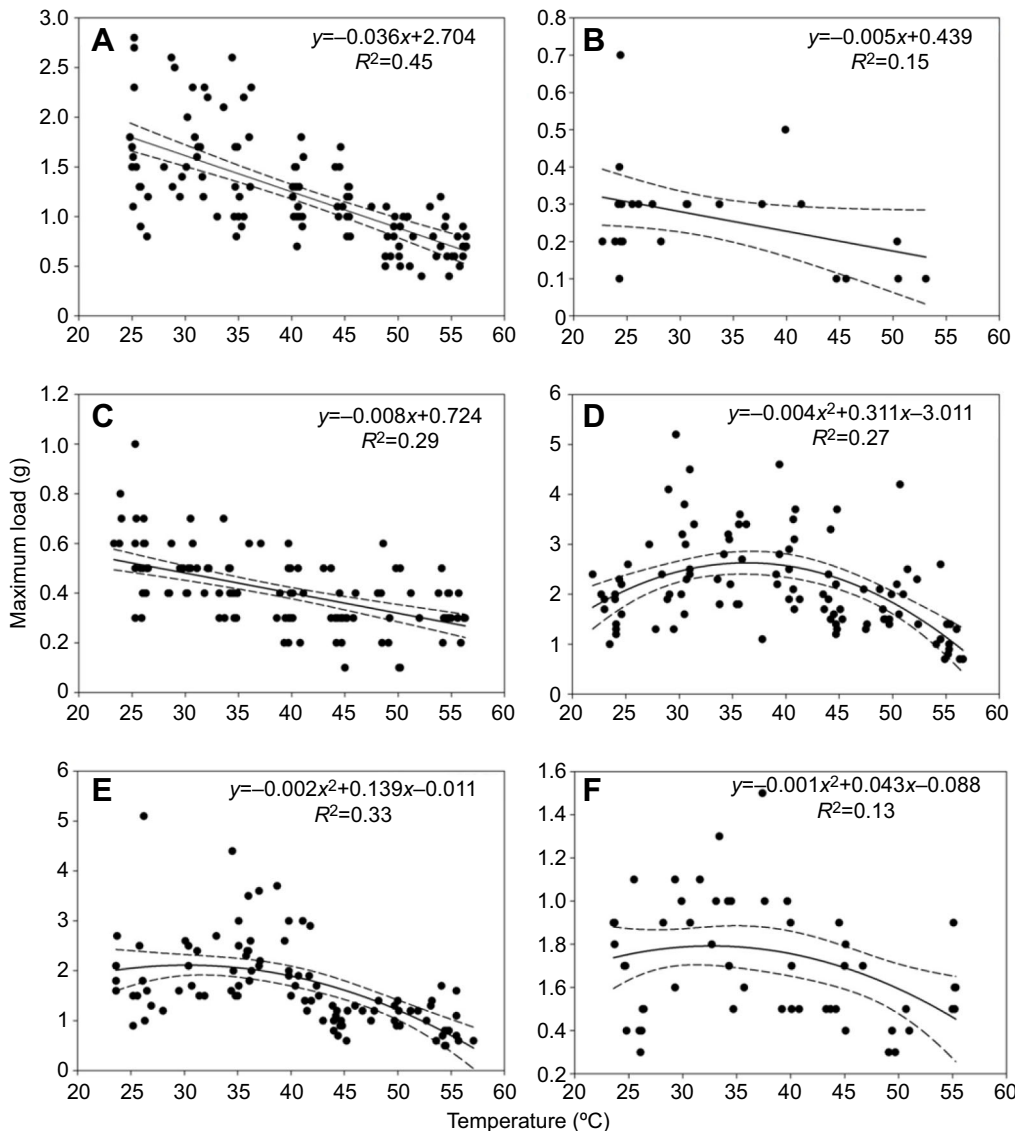 A
y=–0.036x+2.704
R²=0.45
3.0
2.5
2.0
1.5
1.0
0.5
0
20 25 30 35 40 45 50 55 60
B
y=–0.005x+0.439
R²=0.15
0.8
0.7
0.6
0.5
0.4
0.3
0.2
0.1
0
20 25 30 35 40 45 50 55 60
C
y=–0.008x+0.724
R²=0.29
1.2
1.0
0.8
0.6
0.4
0.2
0
20 25 30 35 40 45 50 55 60
Maximum load (g)
D
y=–0.004x²+0.311x–3.011
R²=0.27
6
5
4
3
2
1
0
20 25 30 35 40 45 50 55 60
E
y=–0.002x²+0.139x–0.011
R²=0.33
6
5
4
3
2
1
0
20 25 30 35 40 45 50 55 60
F
y=–0.001x²+0.043x–0.088
R²=0.13
1.6
1.4
1.2
1.0
1.8
1.6
0.4
0.2
20 25 30 35 40 45 50 55 60
Temperature (ºC)